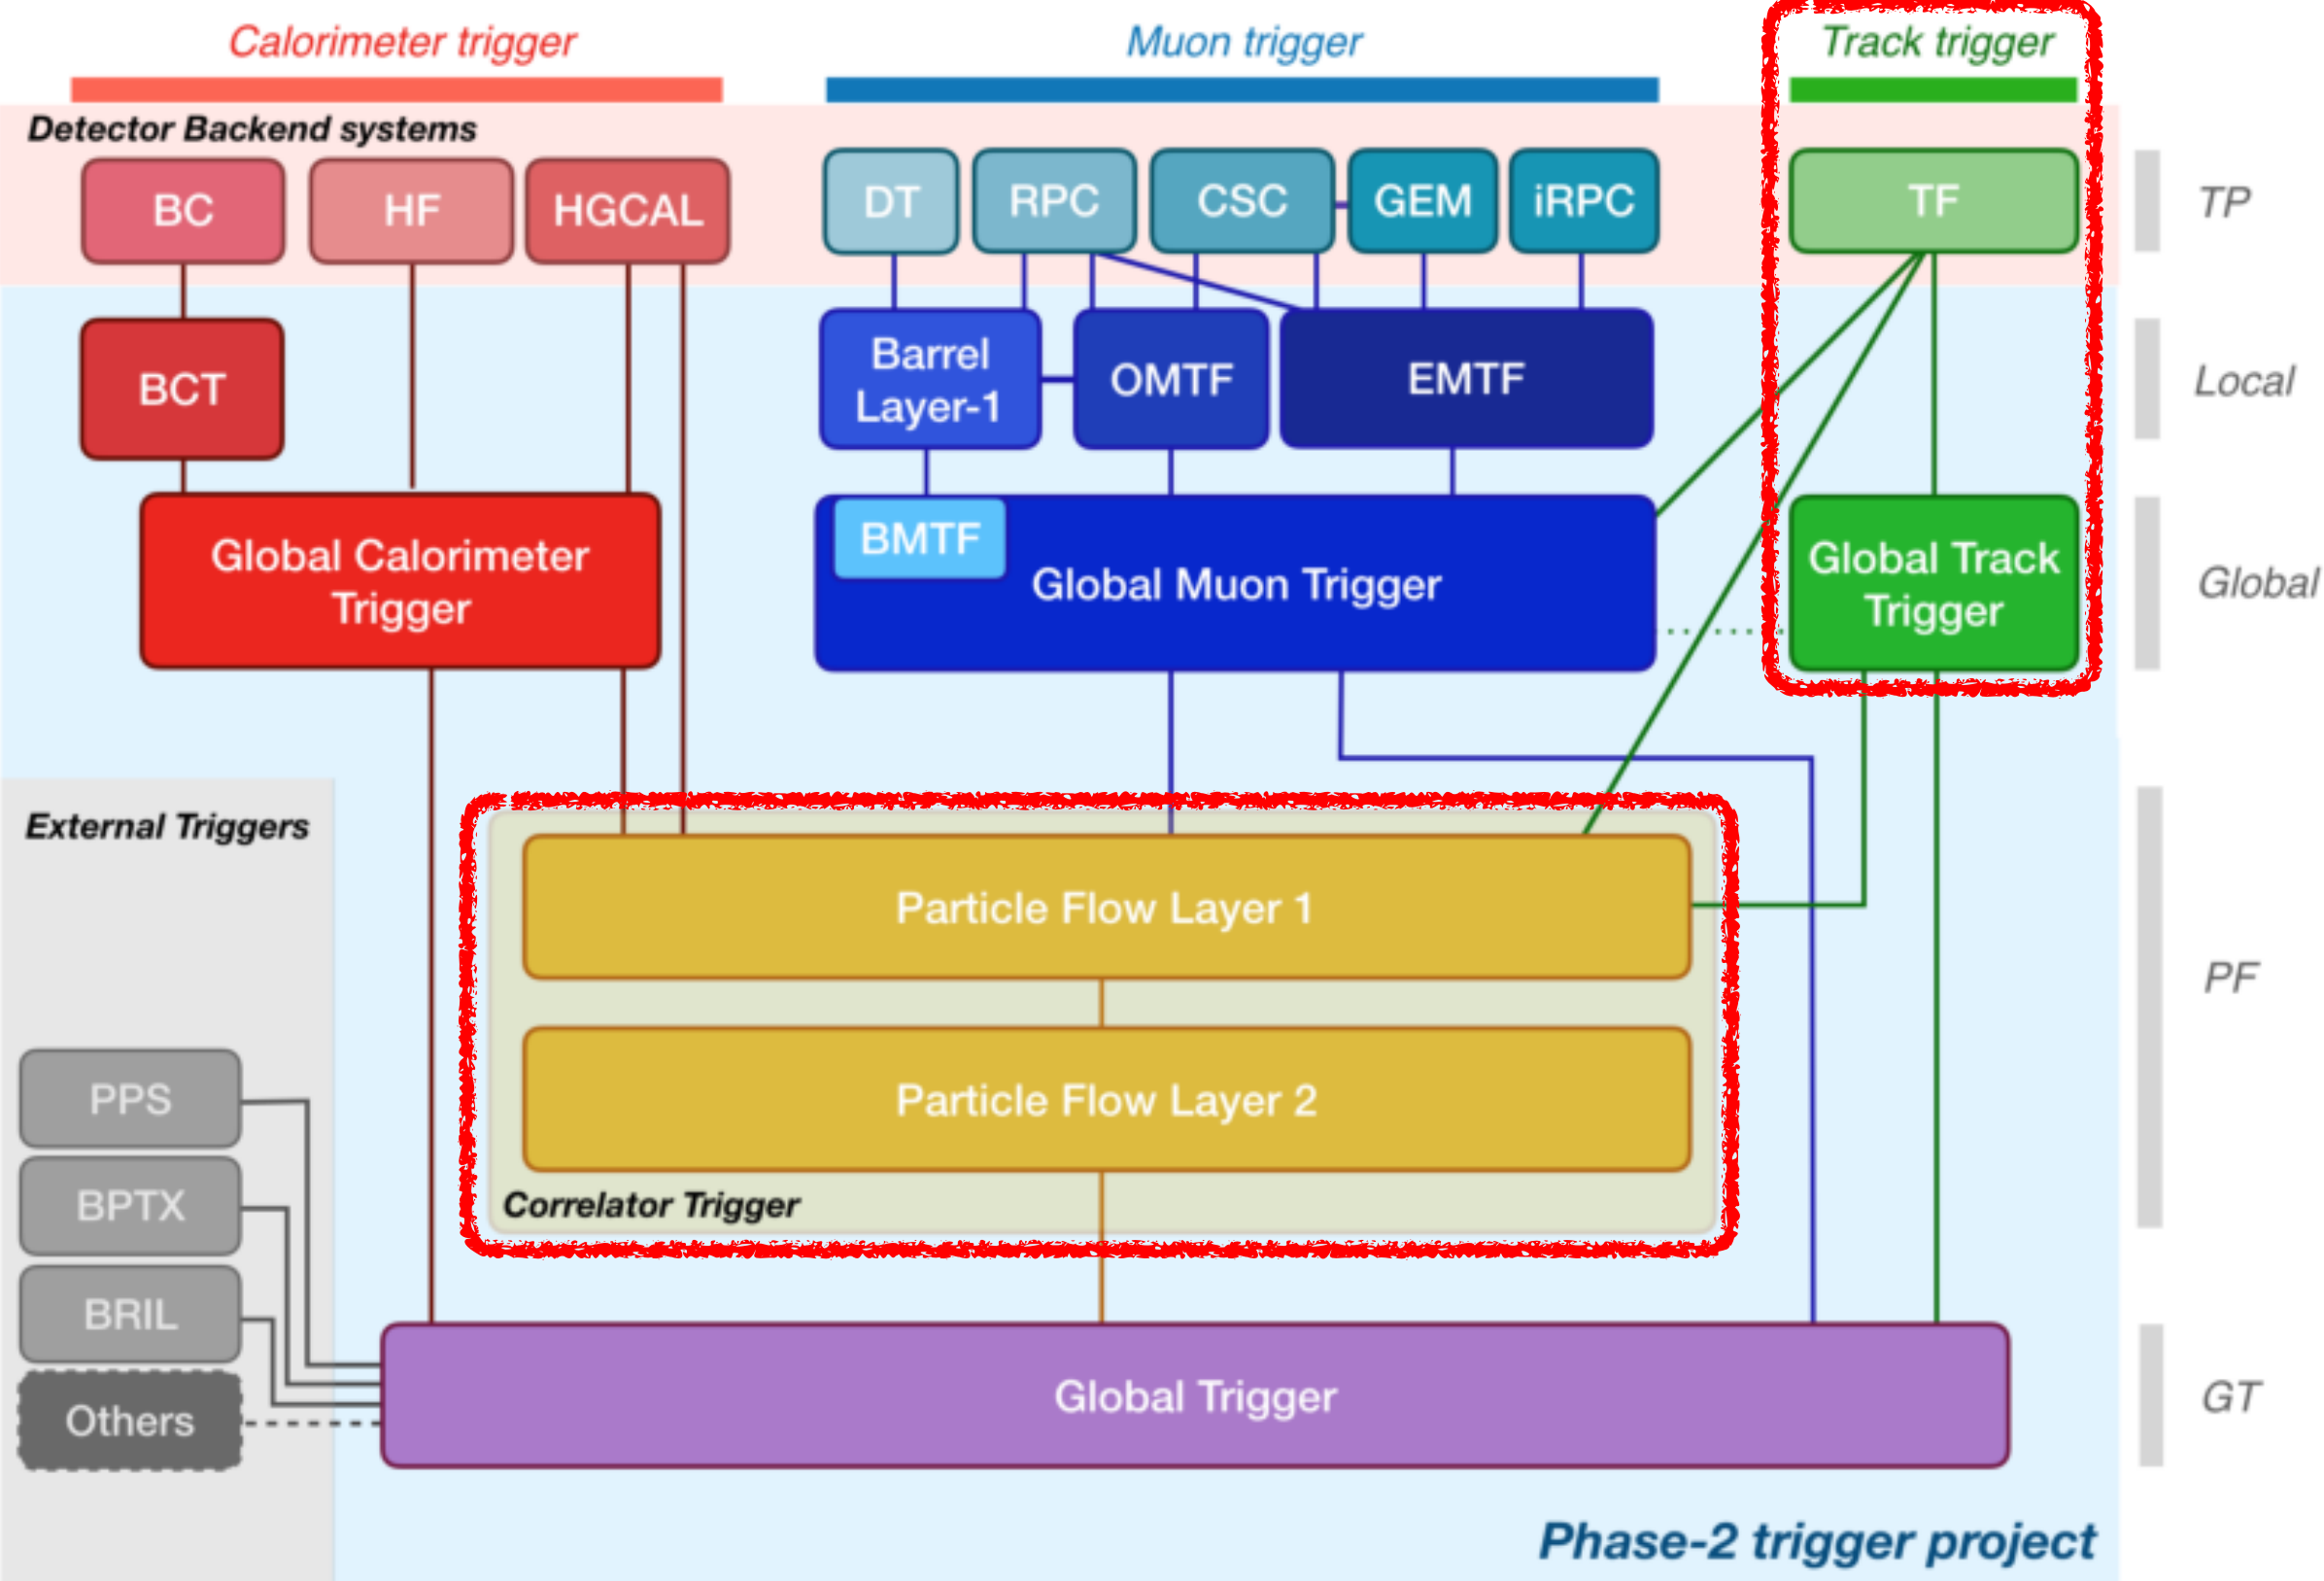 Calorimeter trigger
Muon trigger
Track trigger
Detector Backend systems
BC
HF
HGCAL
DT
RPC
CSC
GEM
iRPC
TF
TP
BCT
Barrel
Layer-1
OMTF
EMTF
Local
Global Calorimeter
Trigger
BMTF
Global Muon Trigger
Global Track
Trigger
Global
External Triggers
Particle Flow Layer 1
PF
Particle Flow Layer 2
Correlator Trigger
PPS
BPTX
BRIL
Others
Global Trigger
GT
Phase-2 trigger project